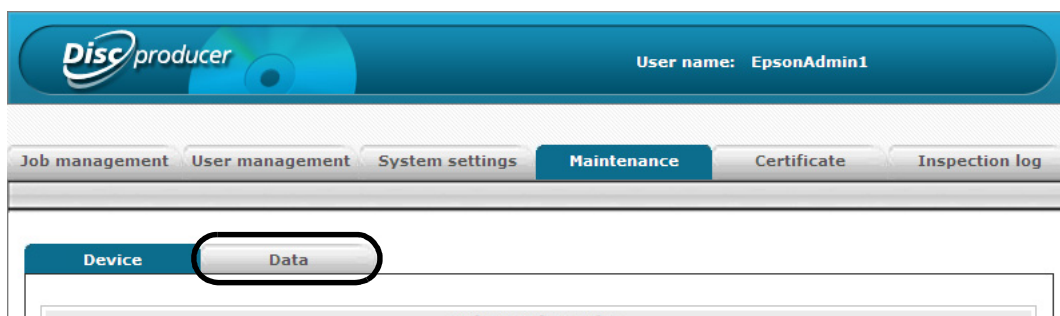 Disc producer
User name: EpsonAdmin1
Job management User management System settings Maintenance Certificate Inspection log
Device Data